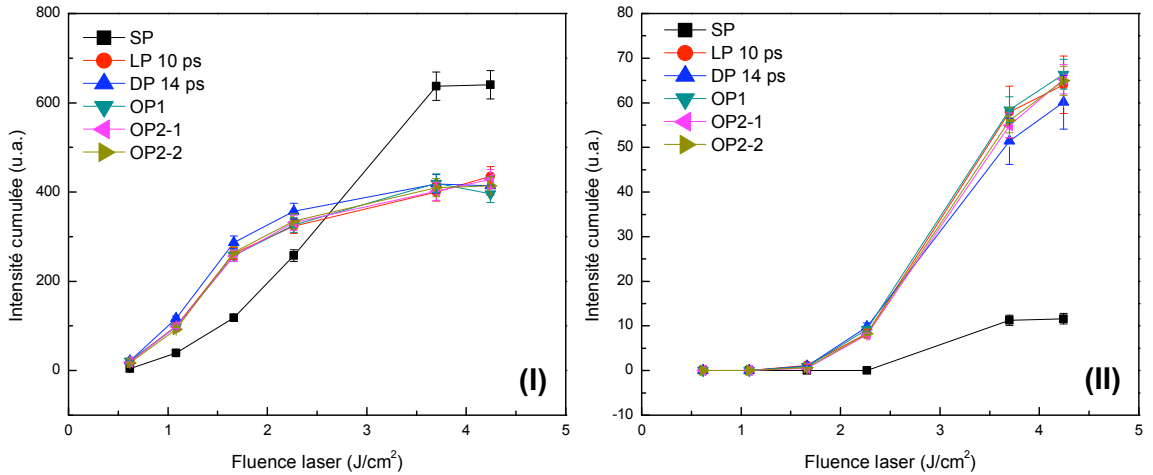 SP
LP 10 ps
DP 14 ps
OP1
OP2-1
OP2-2
Intensité cumulée (u.a.)
800
600
400
200
0
0 1 2 3 4 5
Fluence laser (J/cm²)
(I)
SP
LP 10 ps
DP 14 ps
OP1
OP2-1
OP2-2
Intensité cumulée (u.a.)
80
70
60
50
40
30
20
10
0
-10
0 1 2 3 4 5
Fluence laser (J/cm²)
(II)